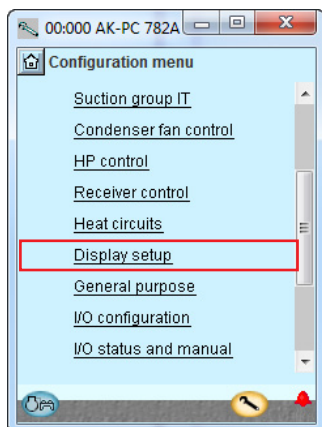 00:000 AK-PC 782A
Configuration menu
Suction group IT
Condenser fan control
HP control
Receiver control
Heat circuits
Display setup
General purpose
I/O configuration
I/O status and manual